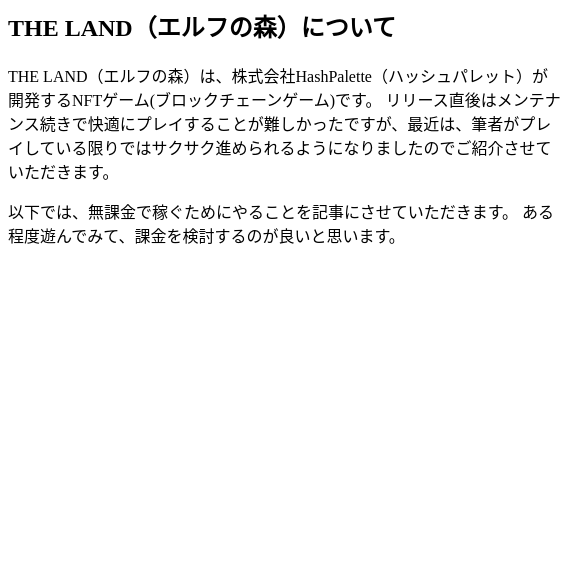 THE LAND（エルフの森）について
THE LAND（エルフの森）は、株式会社HashPalette（ハッシュパレット）が
開発するNFTゲーム(ブロックチェーンゲーム)です。 リリース直後はメンテナ
ンス続きで快適にプレイすることが難しかったですが、最近は、筆者がプレ
イしている限りではサクサク進められるようになりましたのでご紹介させて
いただきます。
以下では、無課金で稼ぐためにやることを記事にさせていただきます。 ある
程度遊んでみて、課金を検討するのが良いと思います。